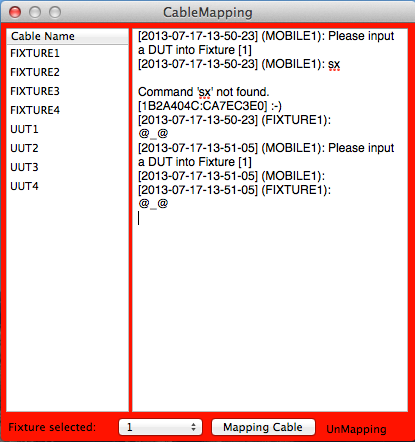 CableMapping
Cable Name
FIXTURE1
FIXTURE2
FIXTURE3
FIXTURE4
UUT1
UUT2
UUT3
UUT4
[2013-07-17-13-50-23] (MOBILE1): Please input
a DUT into Fixture [1]
[2013-07-17-13-50-23] (MOBILE1): sx
Command 'sx' not found.
[1B2A404C:CA7EC3E0] :-)
[2013-07-17-13-50-23] (FIXTURE1):
@_@
[2013-07-17-13-51-05] (MOBILE1): Please input
a DUT into Fixture [1]
[2013-07-17-13-51-05] (MOBILE1):
[2013-07-17-13-51-05] (FIXTURE1):
@_@
Fixture selected:
1
Mapping Cable
UnMapping